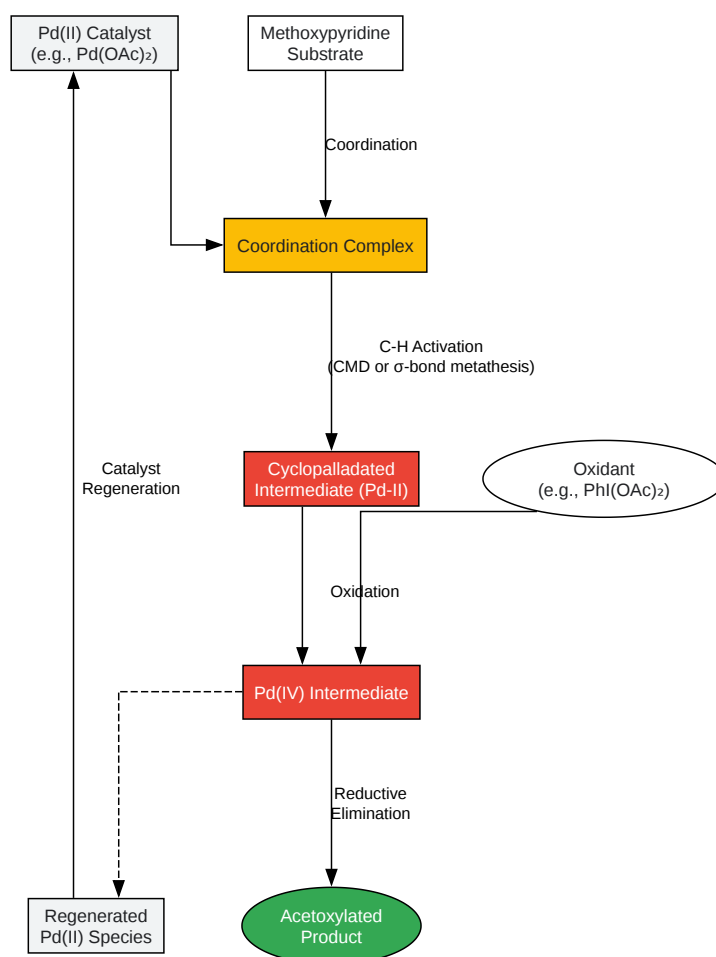 Pd(II) Catalyst
(e.g., Pd(OAc)₂)
Methoxypyridine
Substrate
Coordination
Coordination Complex
C-H Activation
(CMD or σ-bond metathesis)
Catalyst
Regeneration
Cyclopalladated
Intermediate (Pd-II)
Oxidant
(e.g., PhI(OAc)₂)
Oxidation
Pd(IV) Intermediate
Reductive
Elimination
Regenerated
Pd(II) Species
Acetoxylated
Product